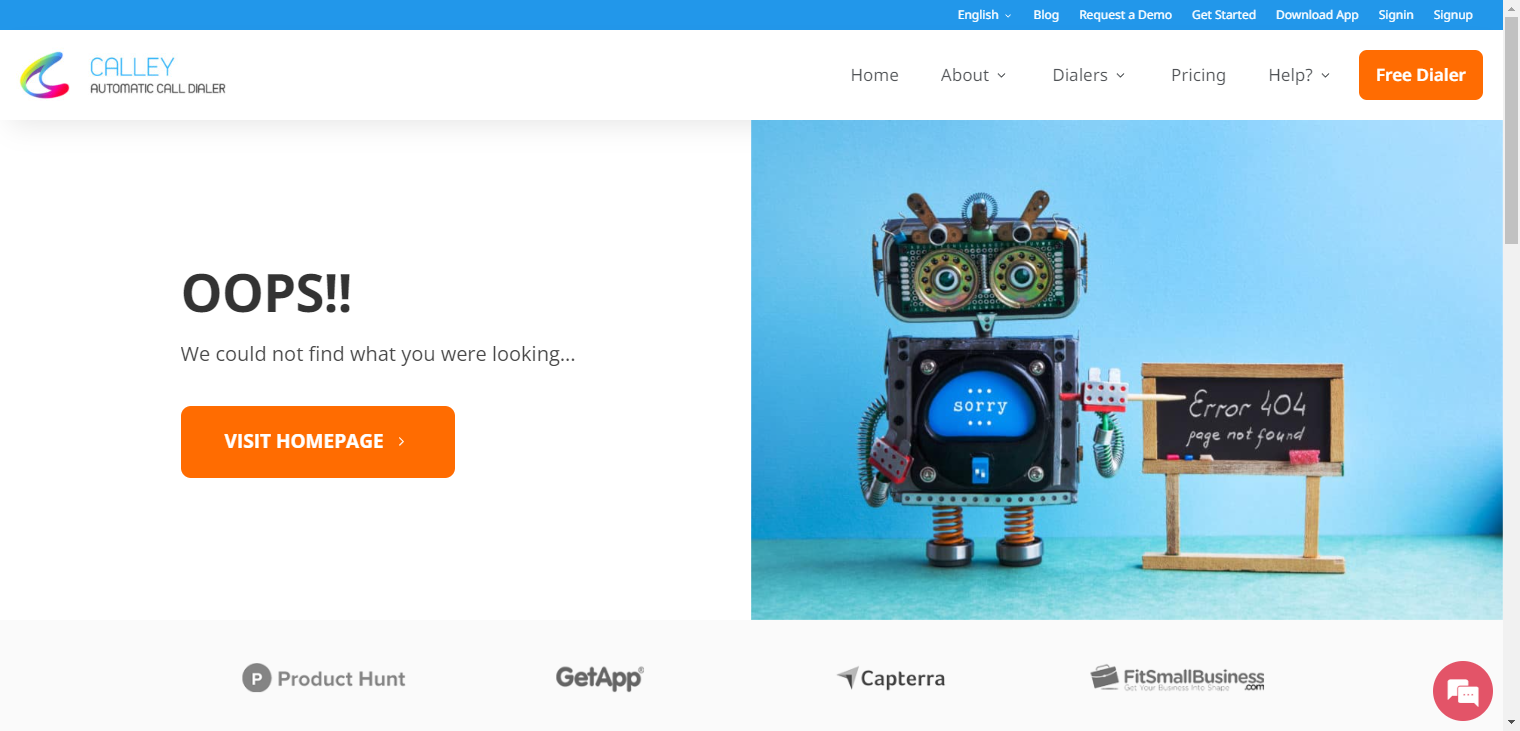 English
Blog
Request a Demo
Get Started
Download App
Signin
Signup
CALLEY
AUTOMATIC CALL DIALER
Home
About
Dialers
Pricing
Help?
Free Dialer
OOPS!!
We could not find what you were looking...
VISIT HOMEPAGE
sorry
Error 404
page not found
P Product Hunt
GetApp®
Capterra
FitSmallBusiness
Get Your Business Into Shape .com